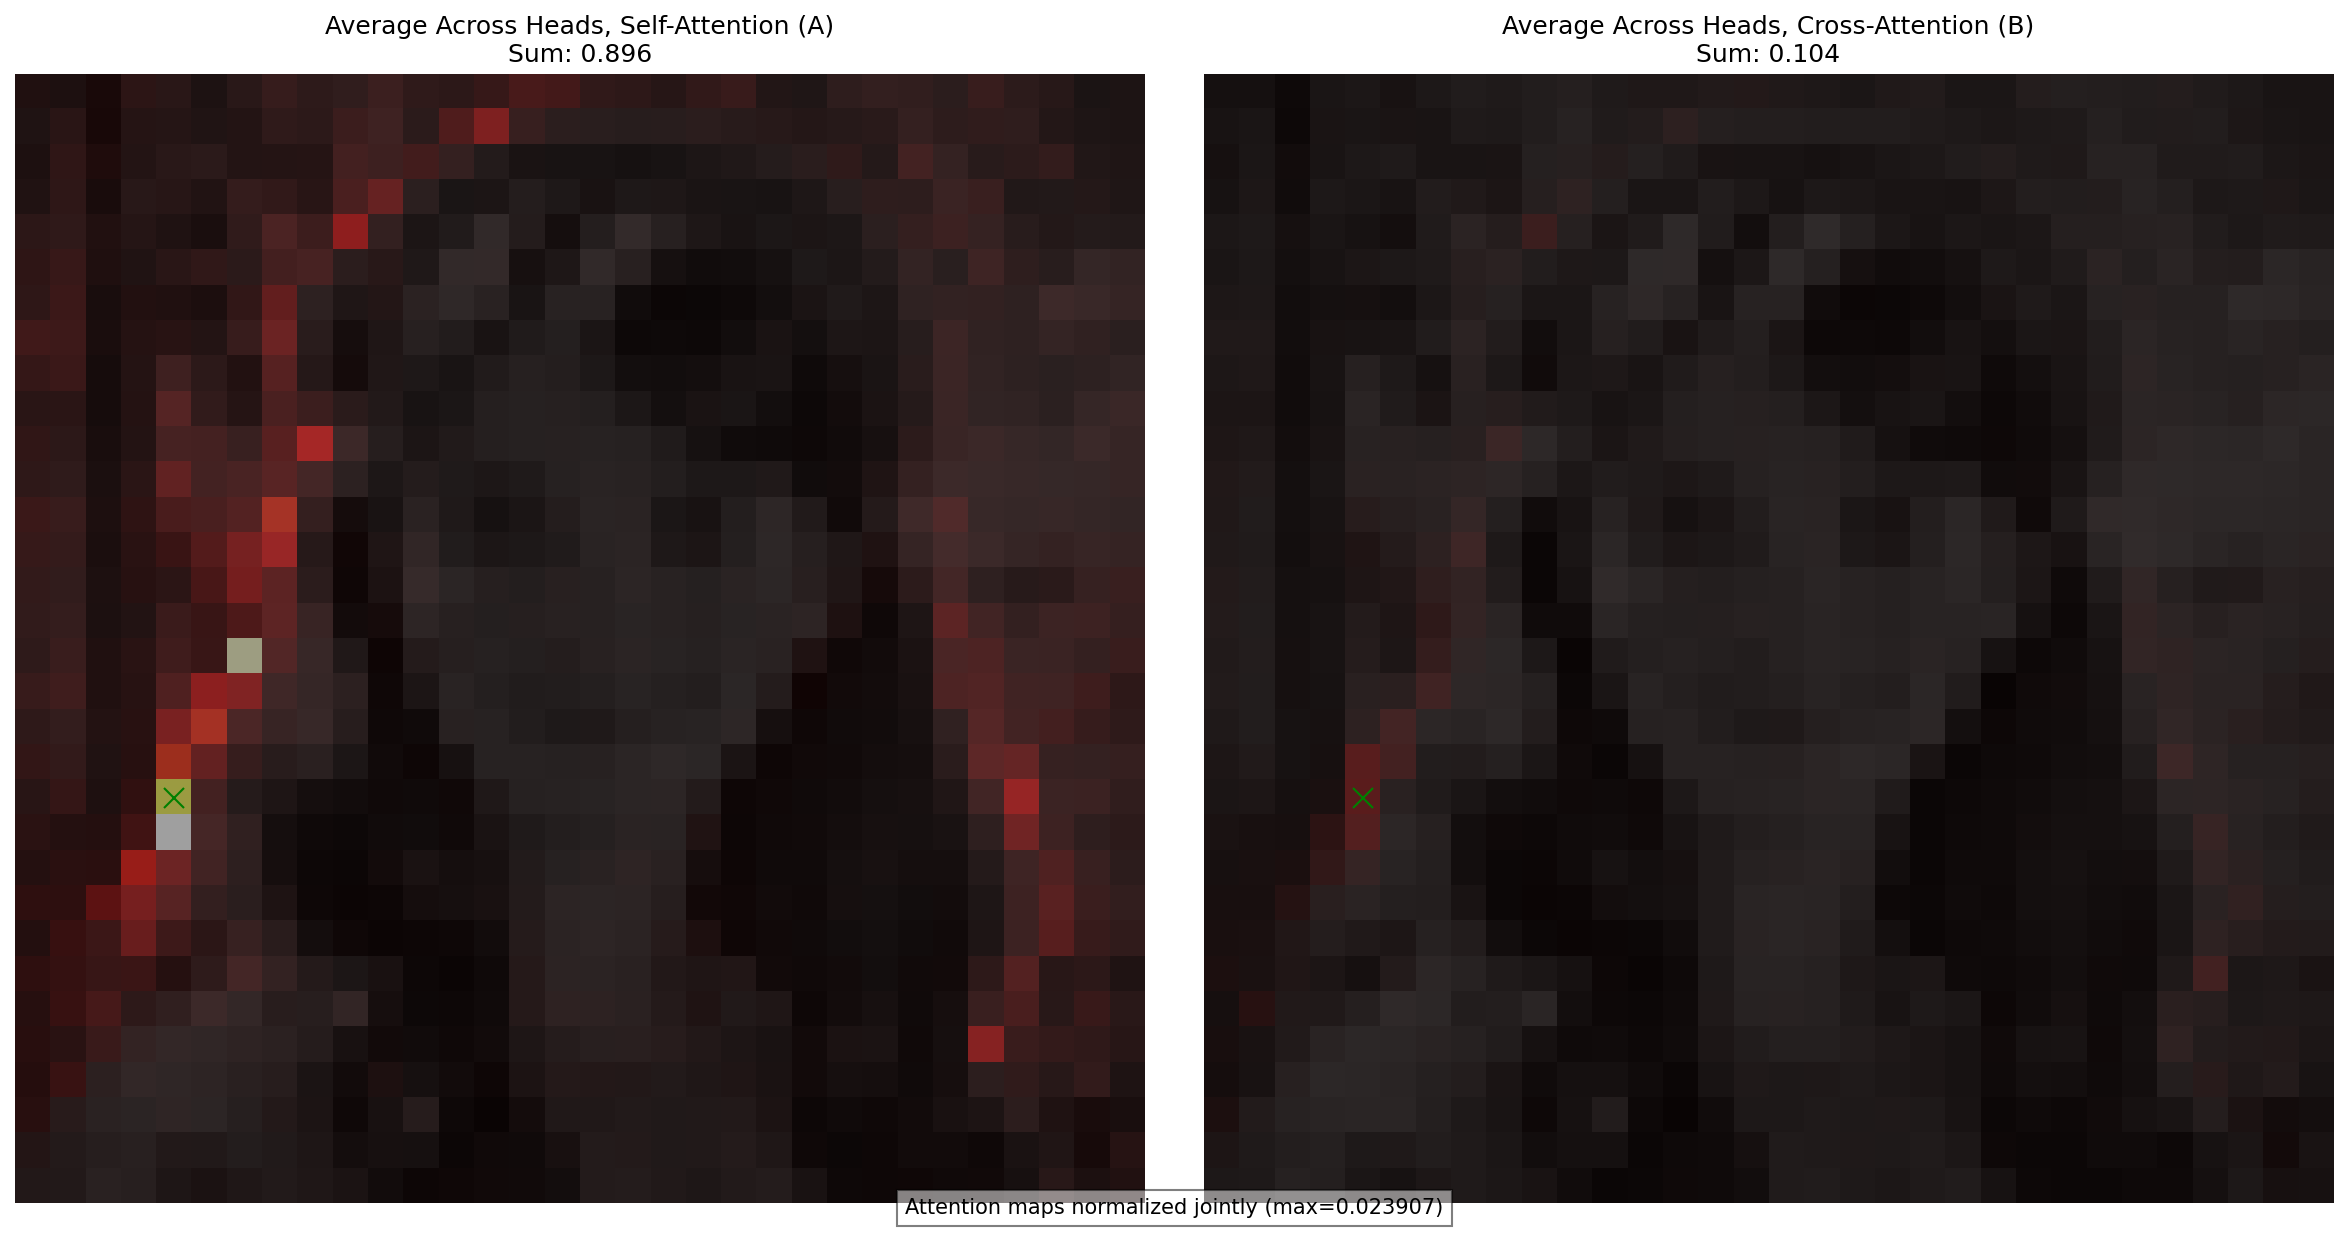 Average Across Heads, Self-Attention (A)
Sum: 0.896
Average Across Heads, Cross-Attention (B)
Sum: 0.104
Attention maps normalized jointly (max=0.023907)